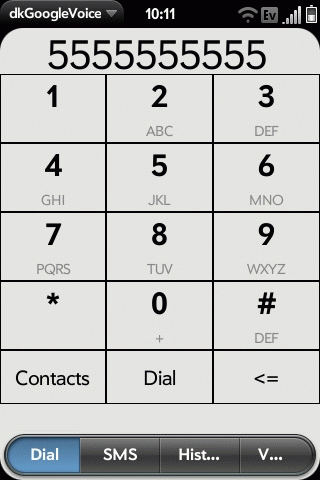 dkGoogleVoice 10:11 Ev
5555555555
1 2 3
ABC DEF
4 5 6
GHI JKL MNO
7 8 9
PQRS TUV WXYZ
* 0 #
+ DEF
Contacts Dial <=
Dial SMS Hist... V...